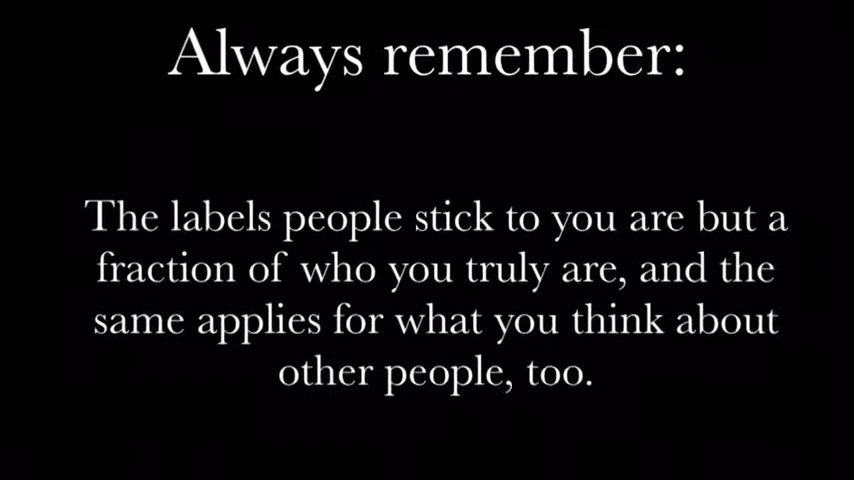 Always remember:
The labels people stick to you are but a
fraction of who you truly are, and the
same applies for what you think about
other people, too.